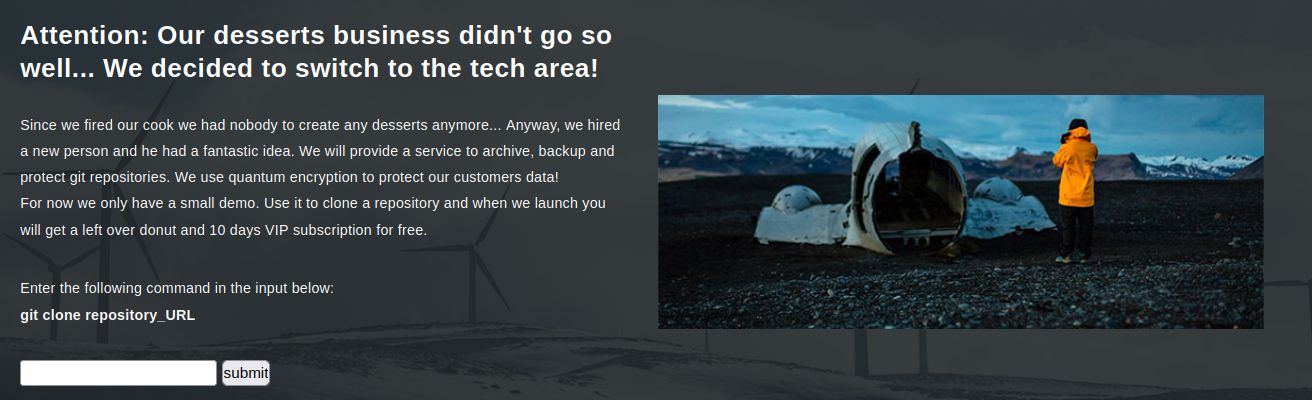 Attention: Our desserts business didn't go so
well... We decided to switch to the tech area!
Since we fired our cook we had nobody to create any desserts anymore... Anyway, we hired
a new person and he had a fantastic idea. We will provide a service to archive, backup and
protect git repositories. We use quantum encryption to protect our customers data!
For now we only have a small demo. Use it to clone a repository and when we launch you
will get a left over donut and 10 days VIP subscription for free.
Enter the following command in the input below:
git clone repository_URL
submit